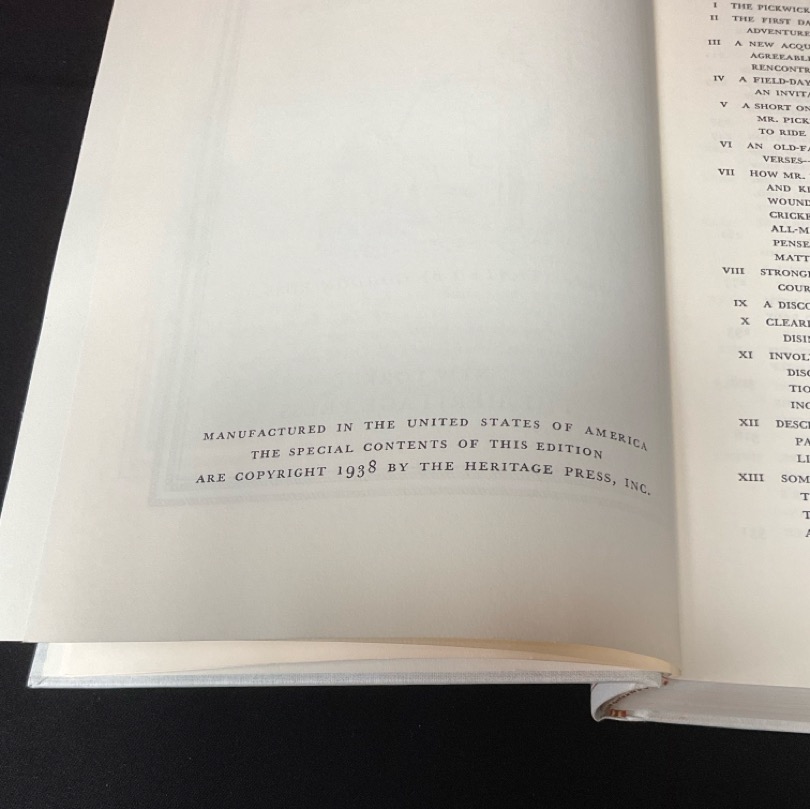 MANUFACTURED IN THE UNITED STATES OF AMERICA
THE SPECIAL CONTENTS OF THIS EDITION
ARE COPYRIGHT 1938 BY THE HERITAGE PRESS, INC.
I THE PICKWICK
II THE FIRST DA
ADVENTURE
III A NEW ACQU
AGREEABL
RENCONTR
IV A FIELD-DAY
AN INVITA
V A SHORT ON
MR. PICK
TO RIDE
VI AN OLD-FA
VERSES—
VII HOW MR.
AND KI
WOUND
CRICKE
ALL-M
PENSE
MATT
VIII STRONG
COUR
IX A DISCO
X CLEAR
DISI
XI INVOL
DISC
TIO
INC
XII DESC
PA
LI
XIII SOM
T
T
A